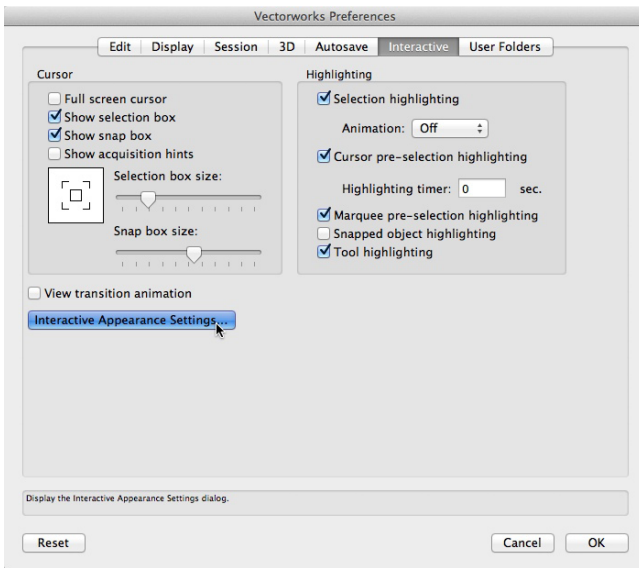 Vectorworks Preferences
Edit Display Session 3D Autosave Interactive User Folders
Cursor
Full screen cursor
Show selection box
Show snap box
Show acquisition hints
Selection box size:
Snap box size:
Highlighting
Selection highlighting
Animation: Off
Cursor pre-selection highlighting
Highlighting timer: 0 sec.
Marquee pre-selection highlighting
Snapped object highlighting
Tool highlighting
View transition animation
Interactive Appearance Settings...
Display the Interactive Appearance Settings dialog.
Reset Cancel OK